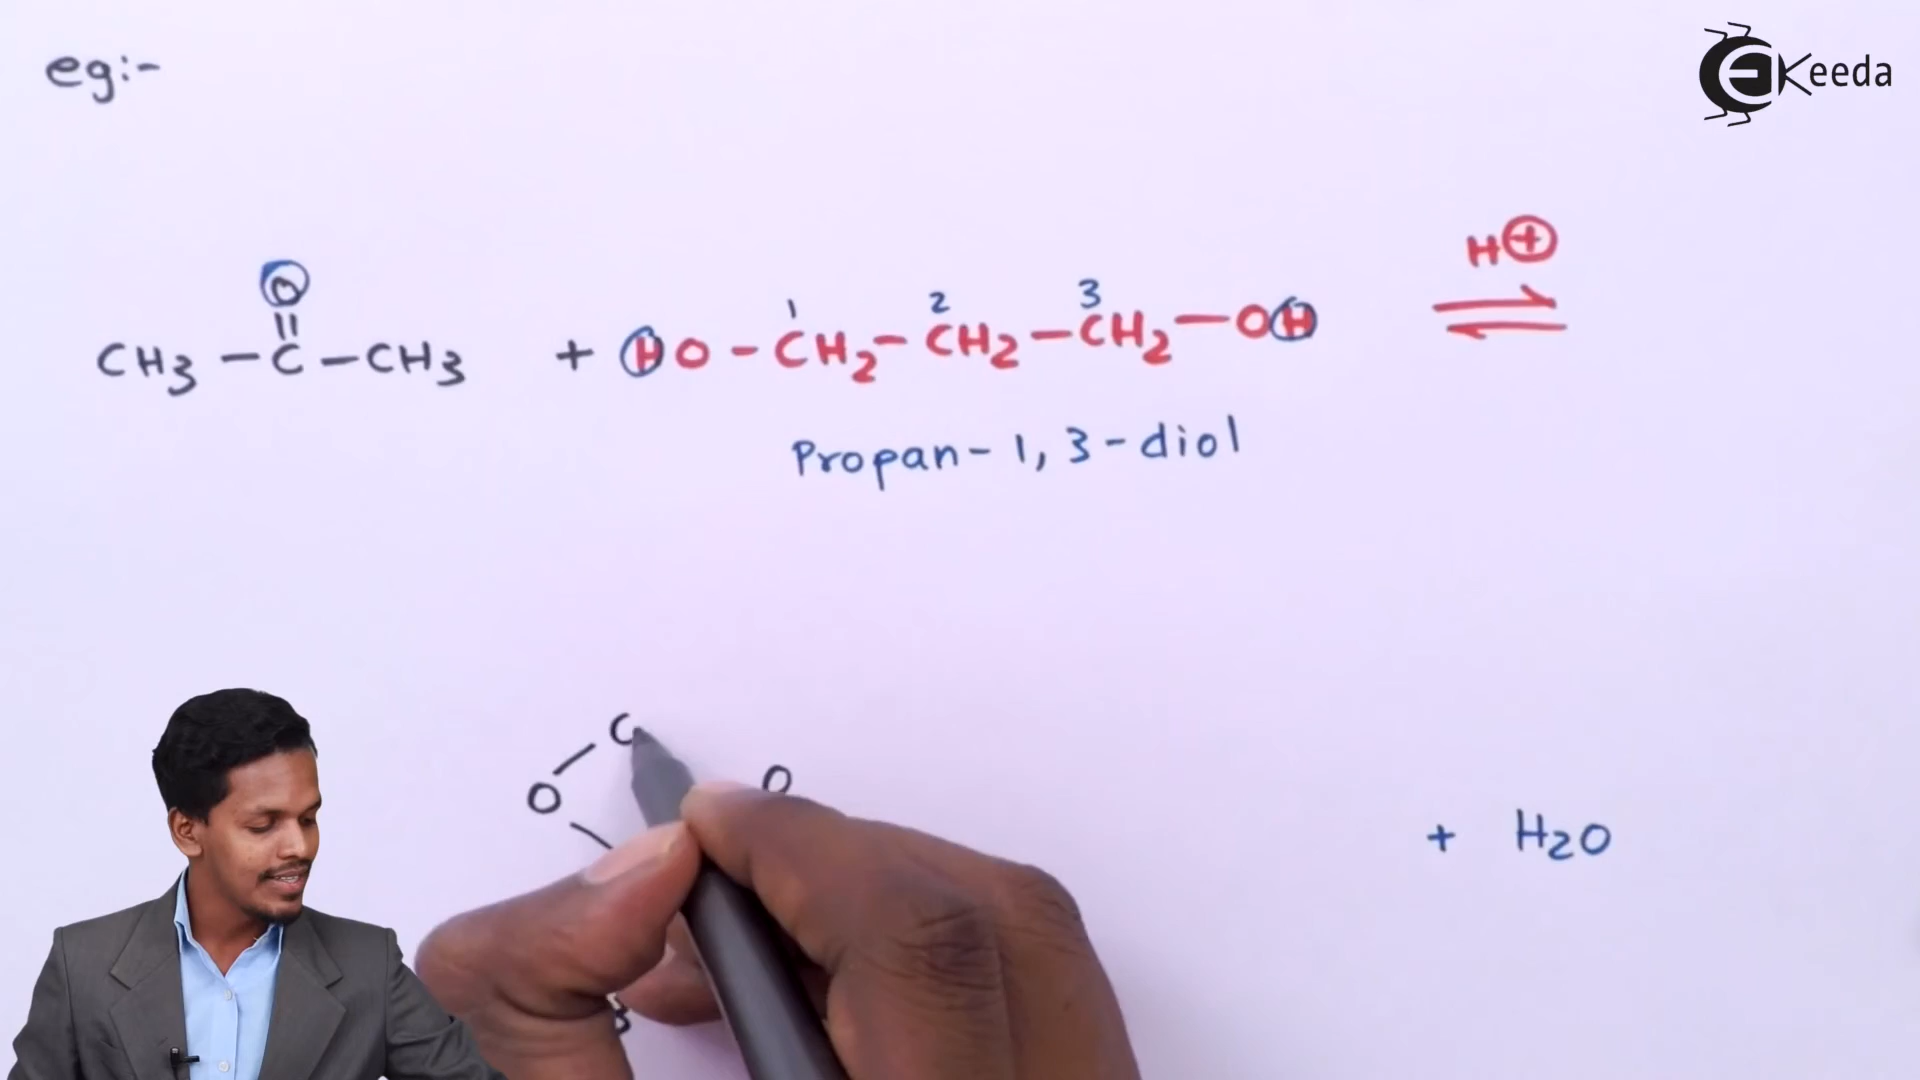 eg:-
Keeda
H+
O
1 2 3
CH3 - C - CH3 + HO - CH2 - CH2 - CH2 - OH
Propan - 1, 3 - diol
C
O
O
+ H2O